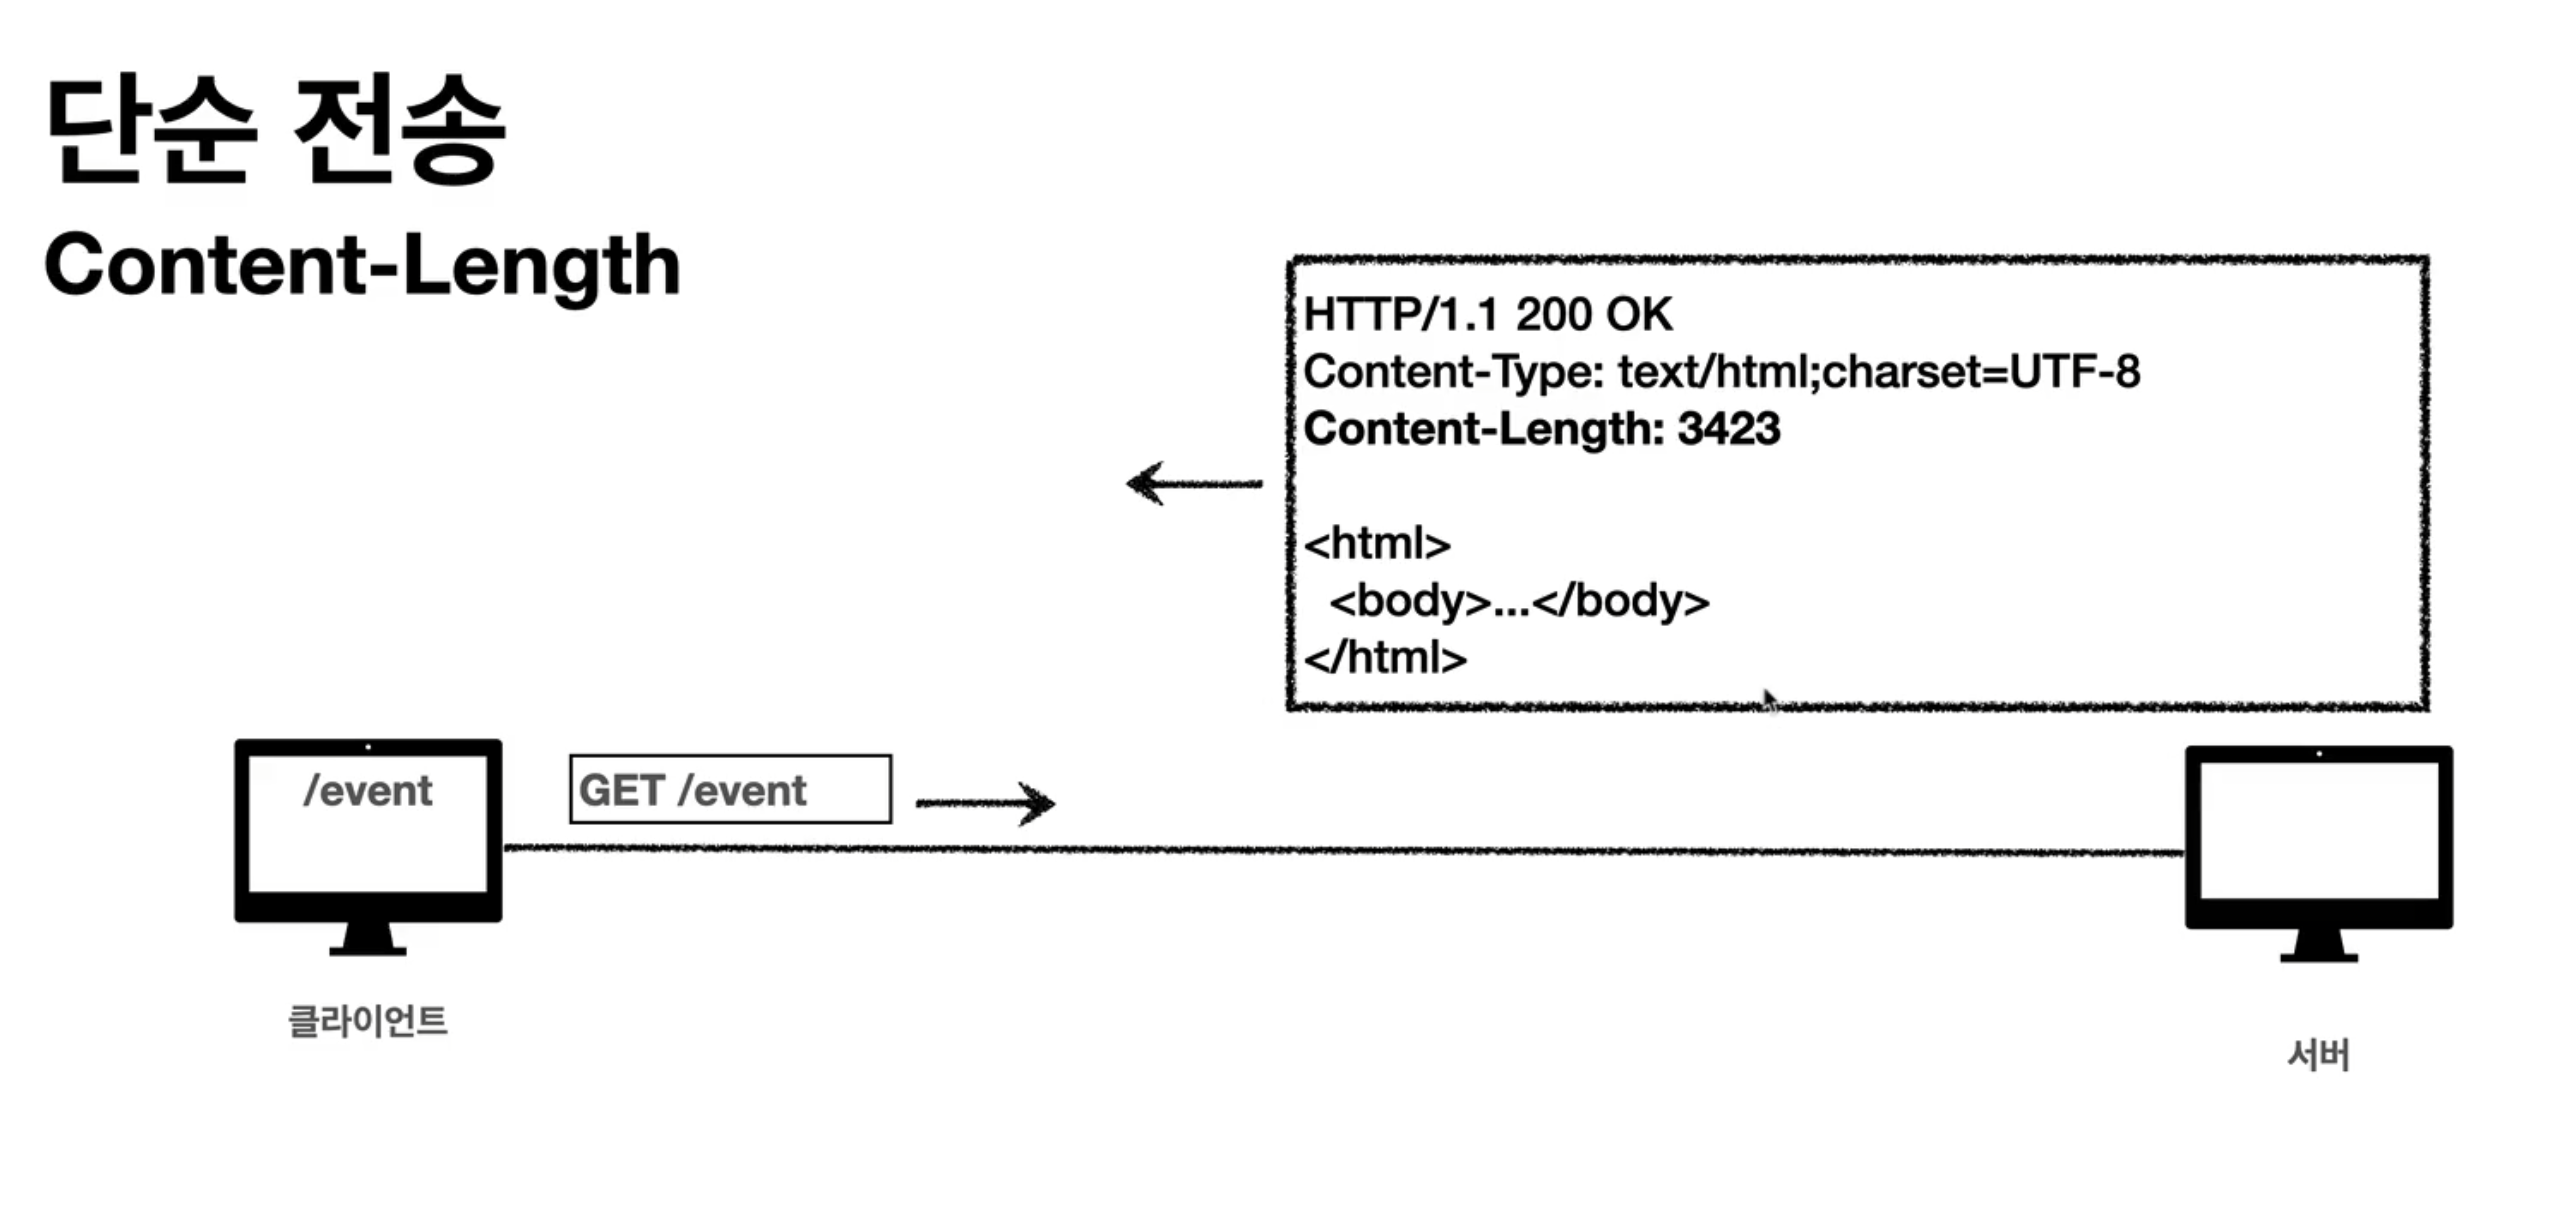 단순 전송
Content-Length
HTTP/1.1 200 OK
Content-Type: text/html;charset=UTF-8
Content-Length: 3423
<html>
<body>...</body>
</html>
/event
GET /event
클라이언트
서버